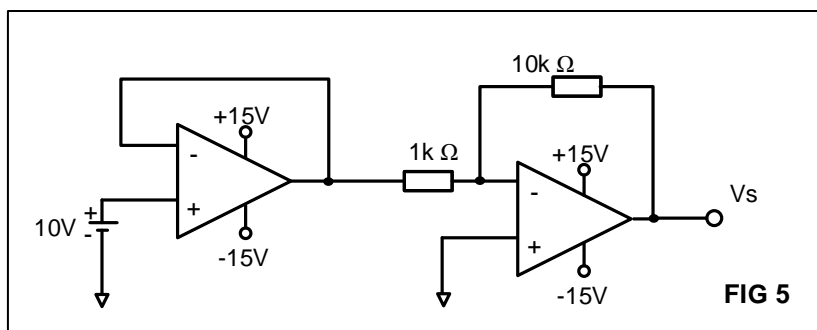 10k Ω
+15V
-
+
-15V
10V
+
-
1k Ω
+15V
-
+
-15V
Vs
FIG 5